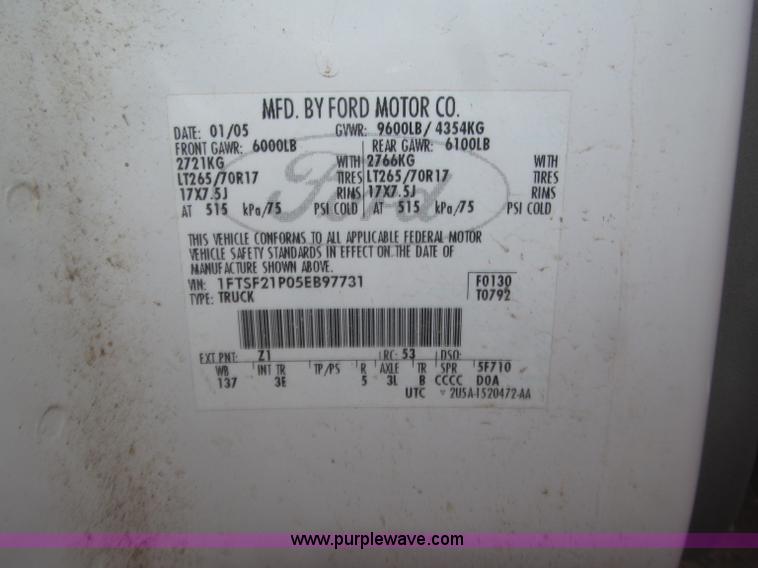 MFD. BY FORD MOTOR CO.
DATE: 01/05 GVWR: 9600LB/ 4354KG
FRONT GAWR: 6000LB REAR GAWR: 6100LB
2721KG WITH 2766KG WITH
LT265/70R17 TIRES LT265/70R17 TIRES
17X7.5J RIMS 17X7.5J RIMS
AT 515 kPa/75 PSI COLD AT 515 kPa/75 PSI COLD
Ford
THIS VEHICLE CONFORMS TO ALL APPLICABLE FEDERAL MOTOR
VEHICLE SAFETY STANDARDS IN EFFECT ON THE DATE OF
MANUFACTURE SHOWN ABOVE.
VIN: 1FTSF21P05EB97731 F0130
TYPE: TRUCK T0792
EXT PNT: Z1 RC: 53 DSO:
WB INT TR TP/PS R AXLE TR SPR 5F710
137 3E 5 3L B CCCC DOA
UTC 2U5A-1520472-AA
www.purplewave.com